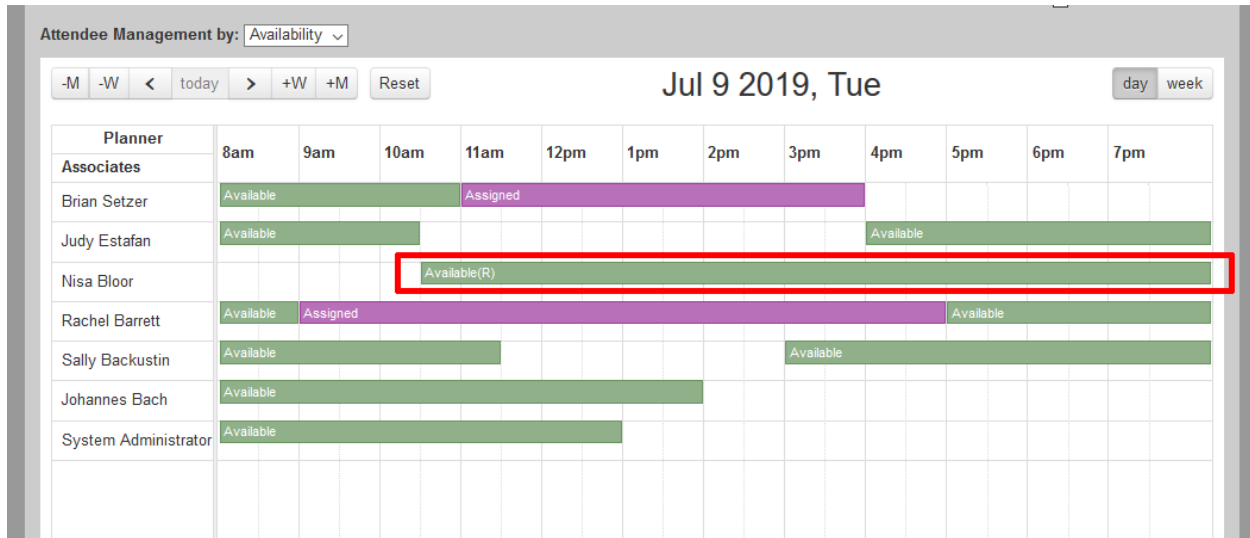 Attendee Management by: Availability
-M -W < today > +W +M Reset Jul 9 2019, Tue day week
Planner
8am 9am 10am 11am 12pm 1pm 2pm 3pm 4pm 5pm 6pm 7pm
Associates
Brian Setzer Available Assigned
Judy Estafan Available Available
Nisa Bloor Available(R)
Rachel Barrett Available Assigned Available
Sally Backustin Available Available
Johannes Bach Available
System Administrator Available